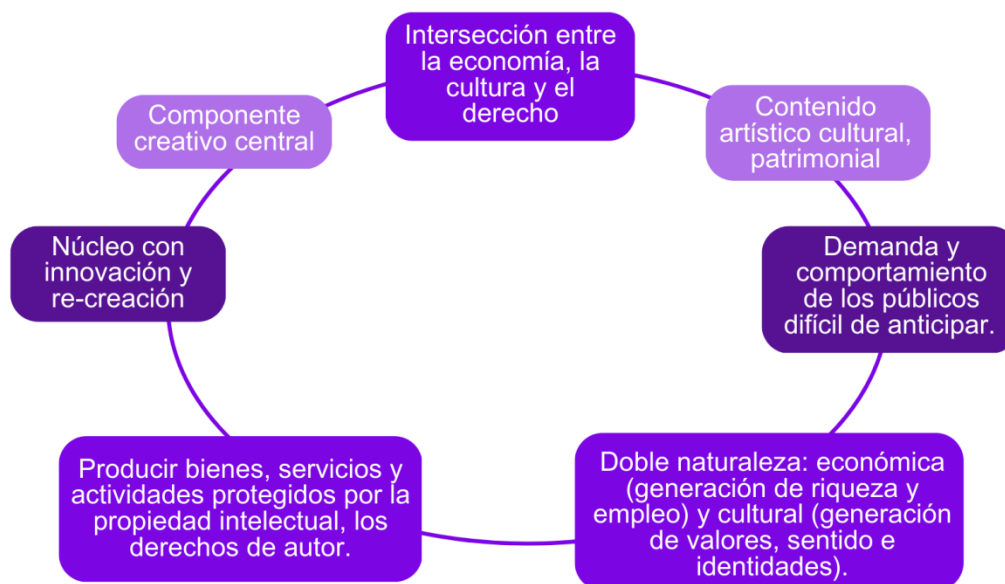 Intersección entre
la economía, la
cultura y el
derecho
Componente
creativo central
Contenido
artístico cultural,
patrimonial
Núcleo con
innovación y
re-creación
Demanda y
comportamiento
de los públicos
difícil de anticipar.
Producir bienes, servicios y
actividades protegidos por la
propiedad intelectual, los
derechos de autor.
Doble naturaleza: económica
(generación de riqueza y
empleo) y cultural (generación
de valores, sentido e
identidades).